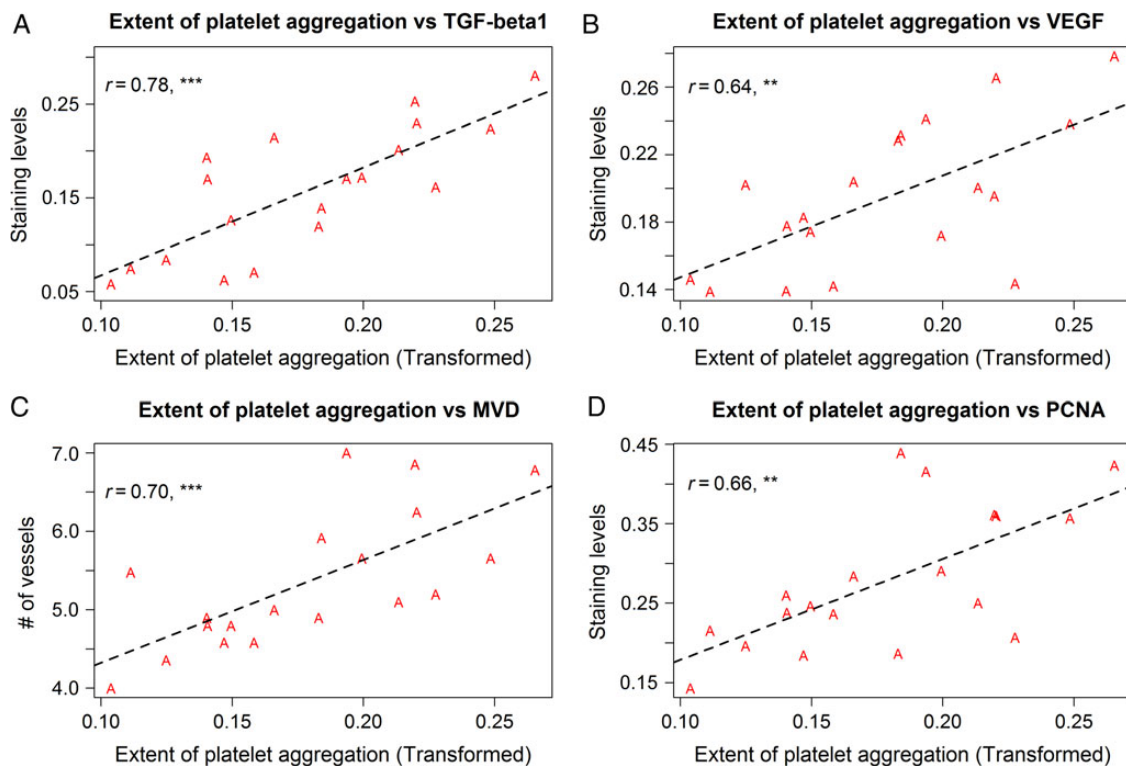 A
Extent of platelet aggregation vs TGF-beta1
r = 0.78, ***
Staining levels
0.25
0.15
0.05
0.10 0.15 0.20 0.25
Extent of platelet aggregation (Transformed)
B
Extent of platelet aggregation vs VEGF
r = 0.64, **
Staining levels
0.26
0.22
0.18
0.14
0.10 0.15 0.20 0.25
Extent of platelet aggregation (Transformed)
C
Extent of platelet aggregation vs MVD
r = 0.70, ***
# of vessels
7.0
6.0
5.0
4.0
0.10 0.15 0.20 0.25
Extent of platelet aggregation (Transformed)
D
Extent of platelet aggregation vs PCNA
r = 0.66, **
Staining levels
0.45
0.35
0.25
0.15
0.10 0.15 0.20 0.25
Extent of platelet aggregation (Transformed)